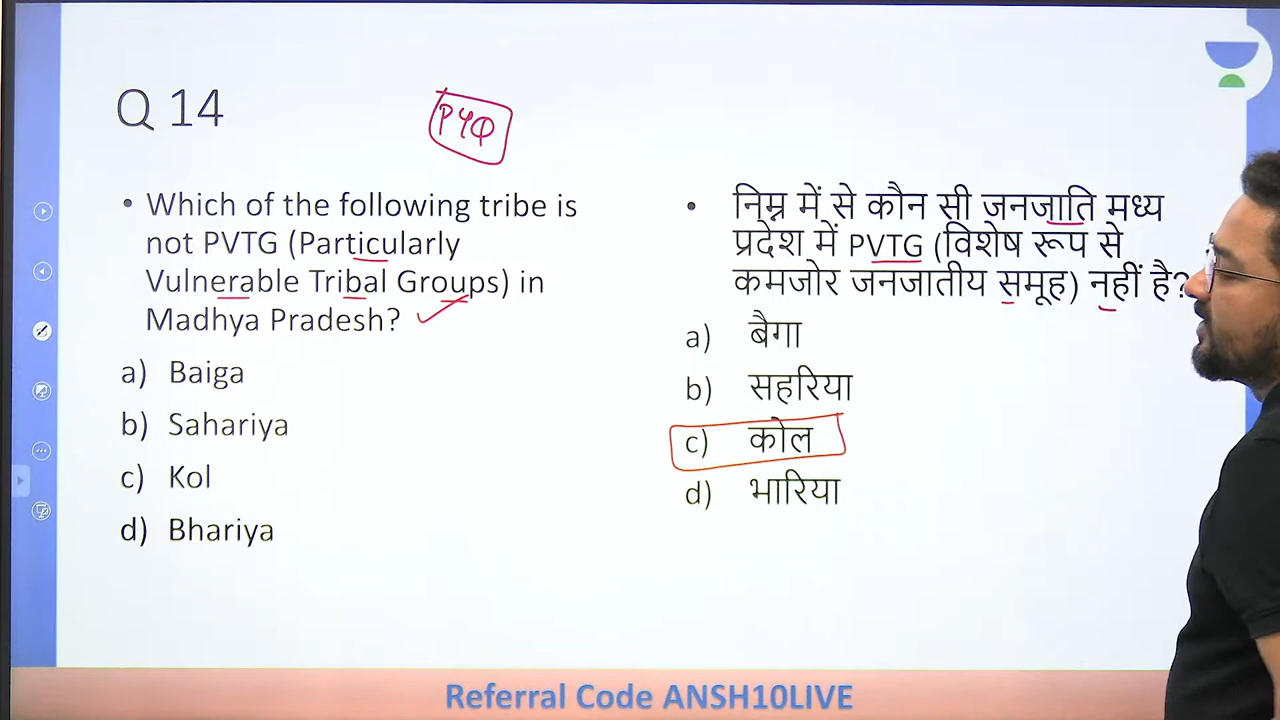 Q 14
PYQ
• Which of the following tribe is
not PVTG (Particularly
Vulnerable Tribal Groups) in
Madhya Pradesh?
a) Baiga
b) Sahariya
c) Kol
d) Bhariya
• निम्न में से कौन सी जनजाति मध्य
प्रदेश में PVTG (विशेष रूप से
कमजोर जनजातीय समूह) नहीं है?
a) बैगा
b) सहरिया
c) कोल
d) भारिया
Referral Code ANSH10LIVE